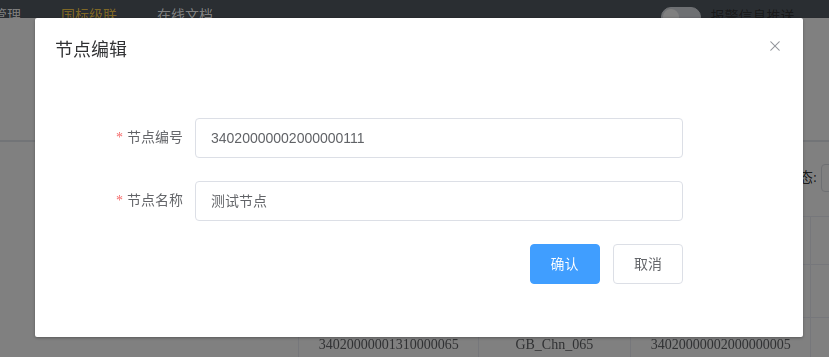 管理 国标级联 在线文档 报警信息推送
节点编辑
* 节点编号 34020000002000000111
态:
* 节点名称 测试节点
确认 取消
34020000001310000065 GB_Chn_065 34020000002000000005